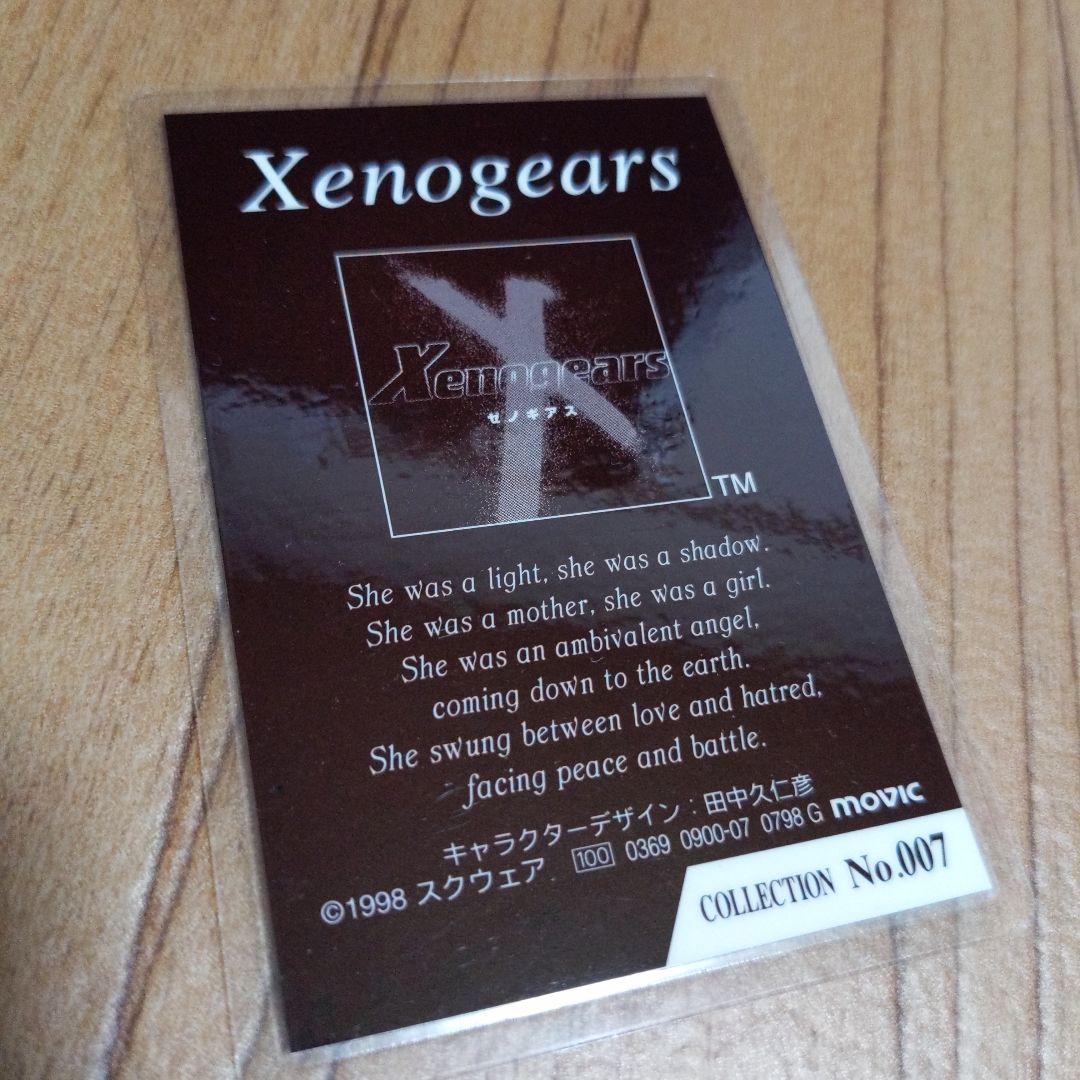 Xenogears
Xenogears
ゼノギアス
TM
She was a light, she was a shadow.
She was a mother, she was a girl.
She was an ambivalent angel,
coming down to the earth.
She swung between love and hatred,
facing peace and battle.
キャラクターデザイン：田中久仁彦
©1998 スクウェア 100 0369 0900-07 0798 G movic
COLLECTION No.007